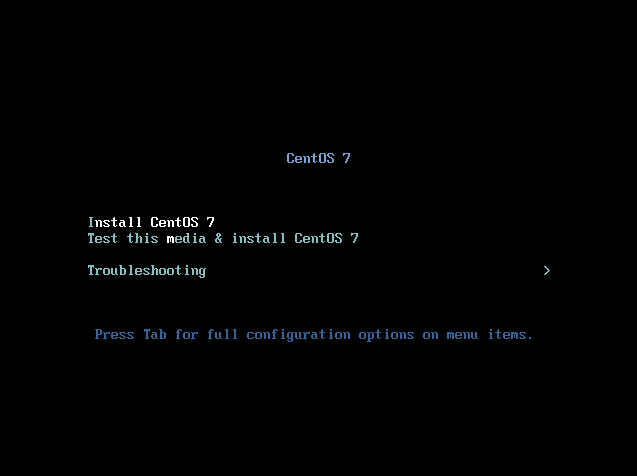 CentOS 7
Install CentOS 7
Test this media & install CentOS 7
Troubleshooting >
Press Tab for full configuration options on menu items.